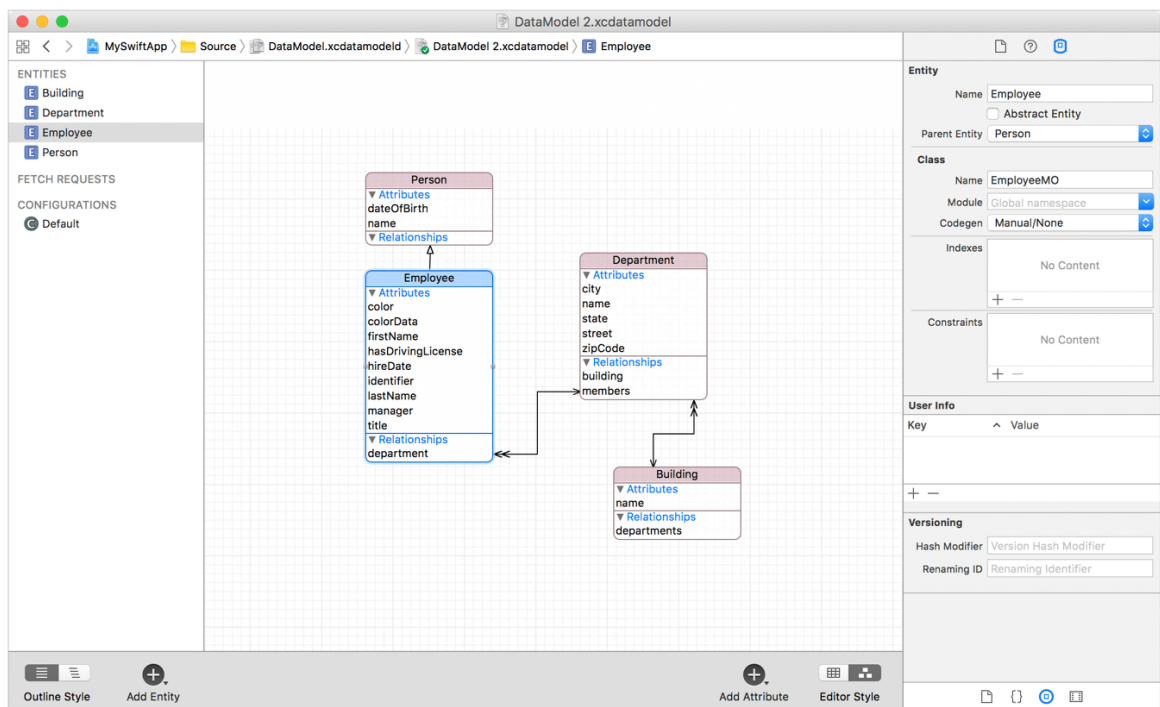 DataModel 2.xcdatamodel
MySwiftApp
Source
DataModel.xcdatamodeld
DataModel 2.xcdatamodel
E Employee
ENTITIES
E Building
E Department
E Employee
E Person
FETCH REQUESTS
CONFIGURATIONS
C Default
Person
Attributes
dateOfBirth
name
Relationships
Employee
Attributes
color
colorData
firstName
hasDrivingLicense
hireDate
identifier
lastName
manager
title
Relationships
department
Department
Attributes
city
name
state
street
zipCode
Relationships
building
members
Building
Attributes
name
Relationships
departments
Outline Style
Add Entity
Add Attribute
Editor Style
Entity
Name Employee
Abstract Entity
Parent Entity Person
Class
Name EmployeeMO
Module Global namespace
Codegen Manual/None
Indexes
No Content
Constraints
No Content
User Info
Key Value
Versioning
Hash Modifier Version Hash Modifier
Renaming ID Renaming Identifier